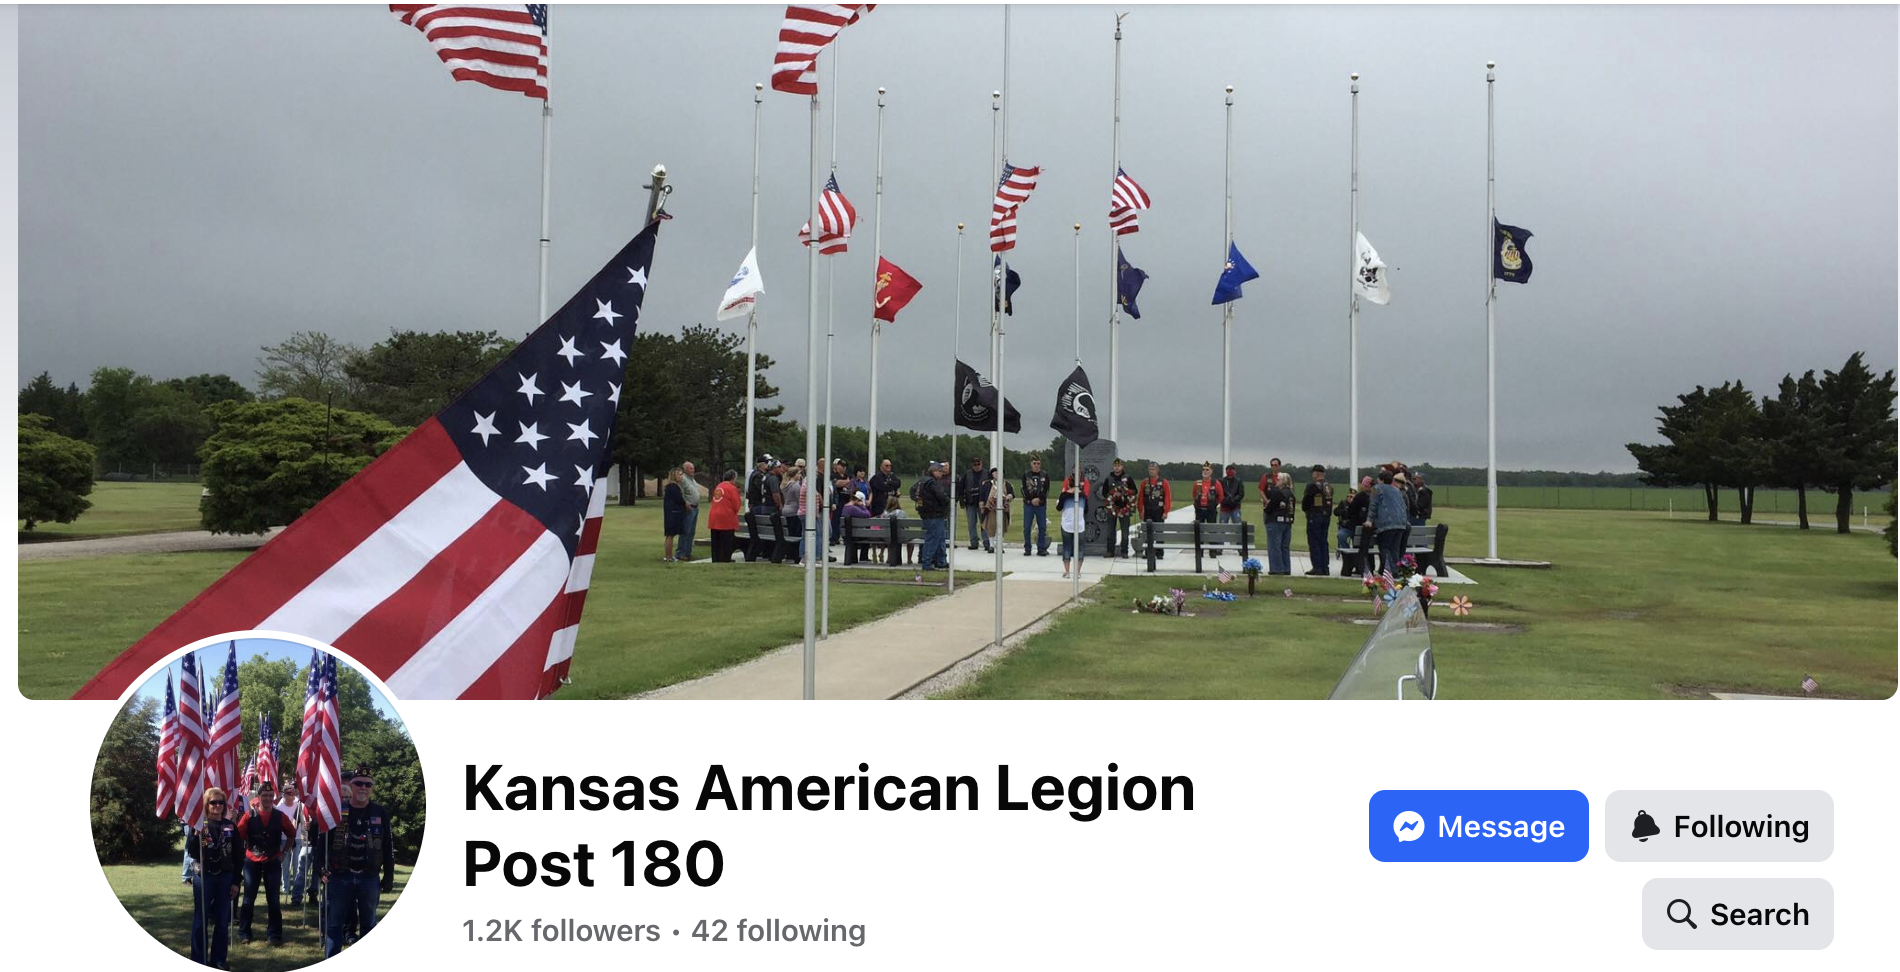 Kansas American Legion
Post 180
1.2K followers • 42 following
Message
Following
Search